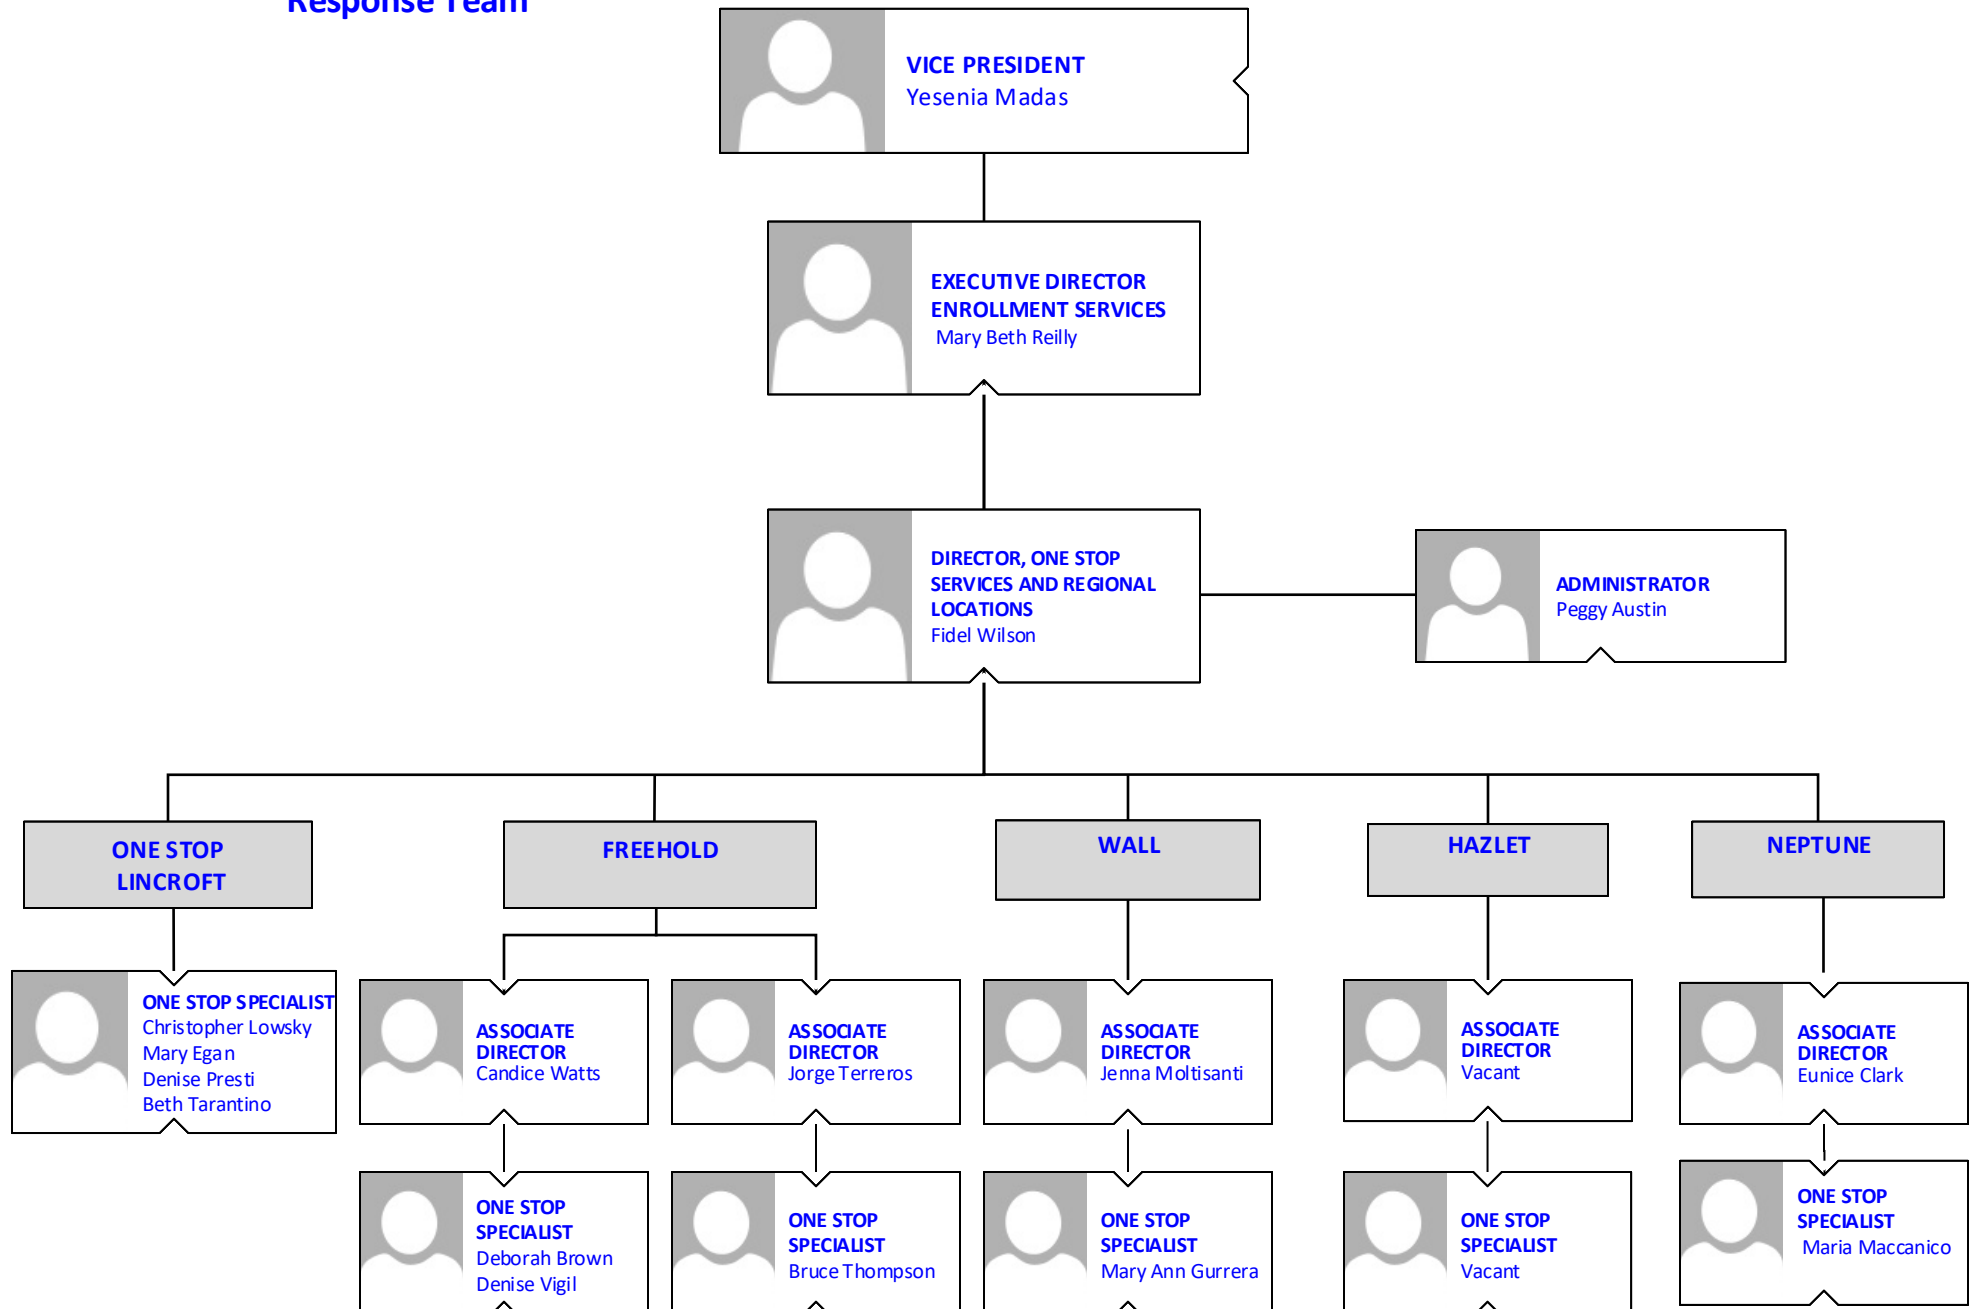 Response Team
VICE PRESIDENT
Yesenia Madas
EXECUTIVE DIRECTOR
ENROLLMENT SERVICES
Mary Beth Reilly
DIRECTOR, ONE STOP
SERVICES AND REGIONAL
LOCATIONS
Fidel Wilson
ADMINISTRATOR
Peggy Austin
ONE STOP
LINCROFT
FREEHOLD
WALL
HAZLET
NEPTUNE
ONE STOP SPECIALIST
Christopher Lowsky
Mary Egan
Denise Presti
Beth Tarantino
ASSOCIATE
DIRECTOR
Candice Watts
ASSOCIATE
DIRECTOR
Jorge Terreros
ASSOCIATE
DIRECTOR
Jenna Moltisanti
ASSOCIATE
DIRECTOR
Vacant
ASSOCIATE
DIRECTOR
Eunice Clark
ONE STOP
SPECIALIST
Deborah Brown
Denise Vigil
ONE STOP
SPECIALIST
Bruce Thompson
ONE STOP
SPECIALIST
Mary Ann Gurrera
ONE STOP
SPECIALIST
Vacant
ONE STOP
SPECIALIST
Maria Maccanico